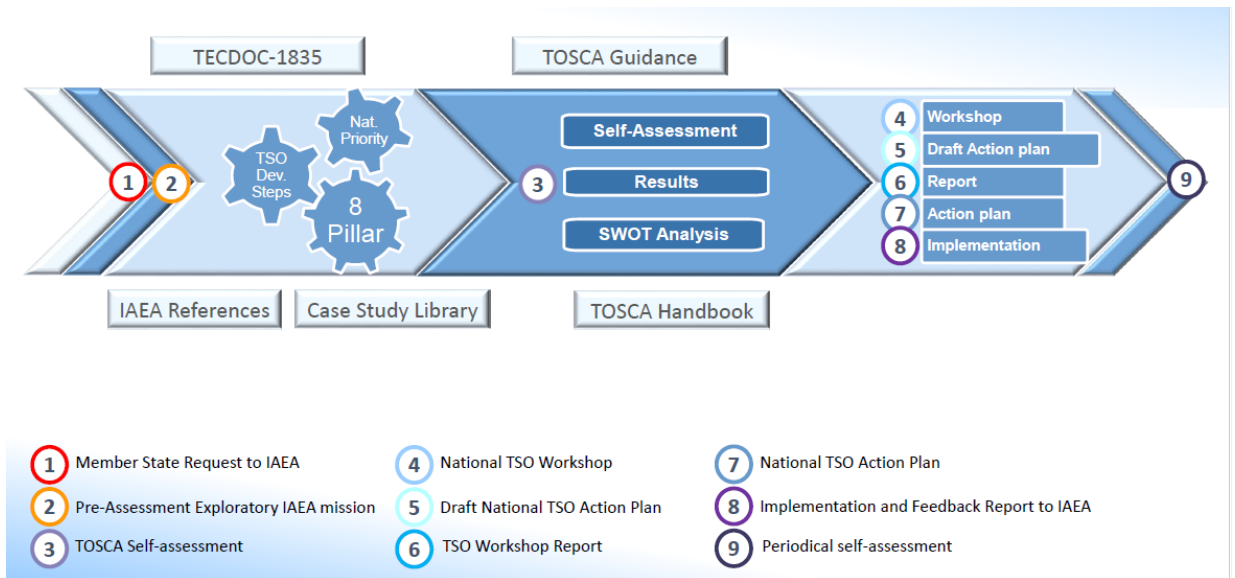 TECDOC-1835
TOSCA Guidance
Nat.
Priority
TSO
Dev.
Steps
8
Pillar
1
2
3
Self-Assessment
Results
SWOT Analysis
4 Workshop
5 Draft Action plan
6 Report
7 Action plan
8 Implementation
9
IAEA References
Case Study Library
TOSCA Handbook
1 Member State Request to IAEA
2 Pre-Assessment Exploratory IAEA mission
3 TOSCA Self-assessment
4 National TSO Workshop
5 Draft National TSO Action Plan
6 TSO Workshop Report
7 National TSO Action Plan
8 Implementation and Feedback Report to IAEA
9 Periodical self-assessment